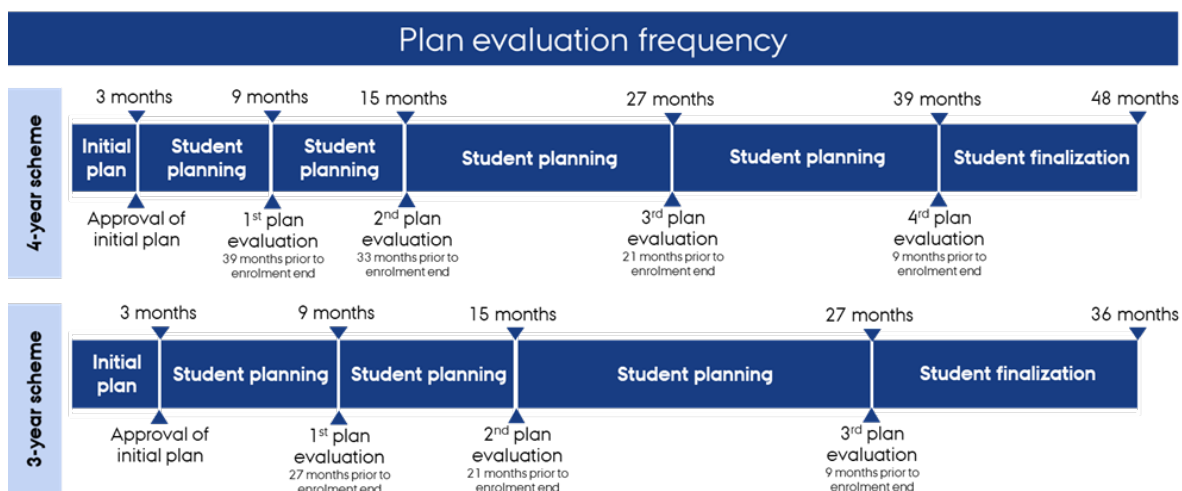 Plan evaluation frequency
4-year scheme
3 months
9 months
15 months
27 months
39 months
48 months
Initial
plan
Student
planning
Student
planning
Student planning
Student planning
Student finalization
Approval of
initial plan
1st plan
evaluation
39 months prior to
enrolment end
2nd plan
evaluation
33 months prior to
enrolment end
3rd plan
evaluation
21 months prior to
enrolment end
4rd plan
evaluation
9 months prior to
enrolment end
3-year scheme
3 months
9 months
15 months
27 months
36 months
Initial
plan
Student planning
Student planning
Student planning
Student finalization
Approval of
initial plan
1st plan
evaluation
27 months prior to
enrolment end
2nd plan
evaluation
21 months prior to
enrolment end
3rd plan
evaluation
9 months prior to
enrolment end